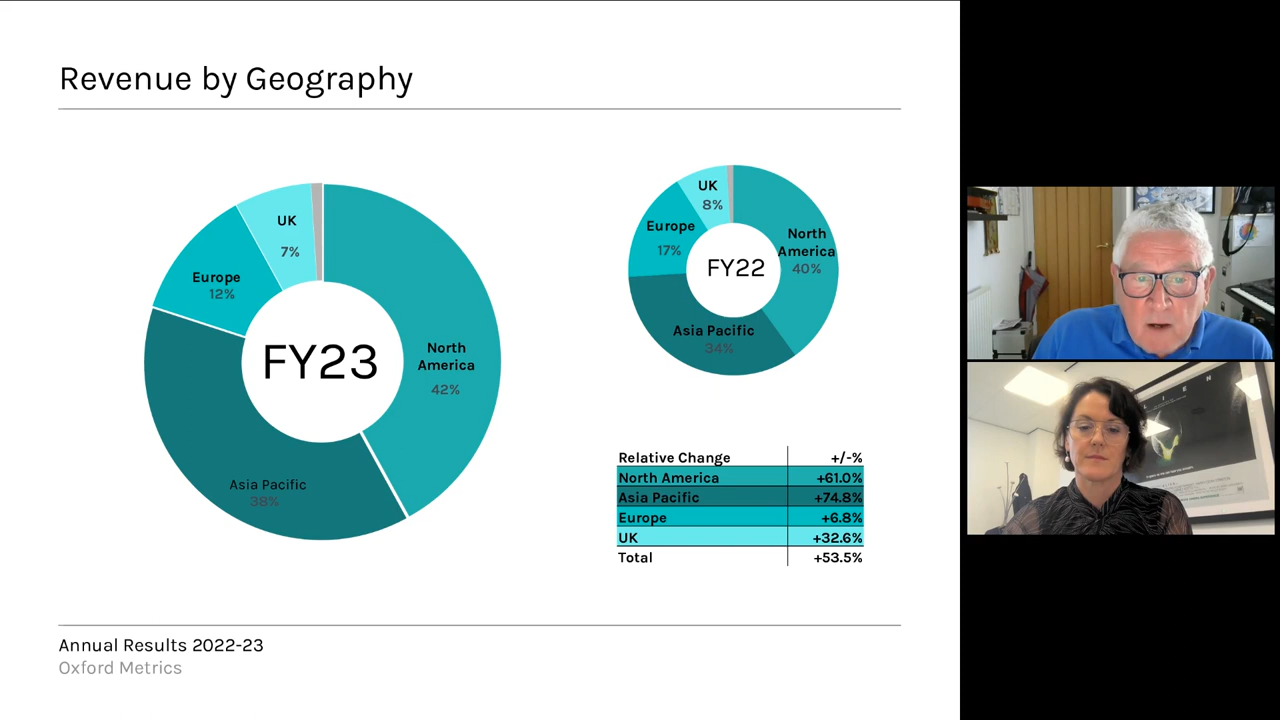 Revenue by Geography
UK
7%
Europe
12%
FY23
North
America
42%
Asia Pacific
38%
UK
8%
Europe
17%
FY22
North
America
40%
Asia Pacific
34%
Relative Change +/-%
North America +61.0%
Asia Pacific +74.8%
Europe +6.8%
UK +32.6%
Total +53.5%
Annual Results 2022-23
Oxford Metrics
L I E N